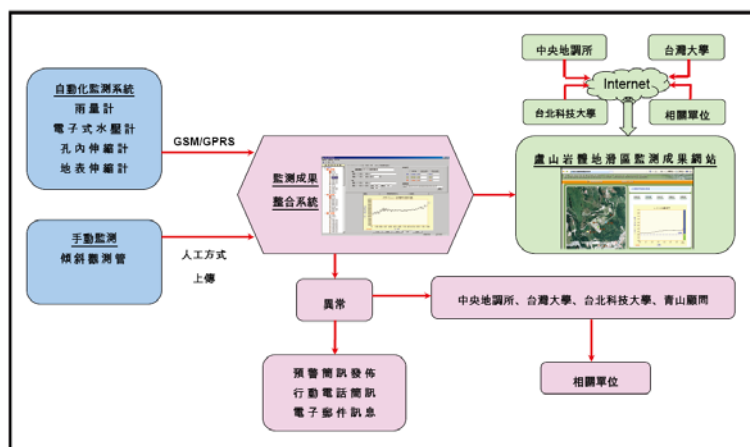 自動化監測系統
雨量計
電子式水壓計
孔內伸縮計
地表伸縮計
GSM/GPRS
手動監測
傾斜觀測管
人工方式
上傳
監測成果
整合系統
中央地調所
台灣大學
Internet
台北科技大學
相關單位
盧山岩體地滑區監測成果網站
異常
中央地調所、台灣大學、台北科技大學、青山顧問
預警簡訊發佈
行動電話簡訊
電子郵件訊息
相關單位